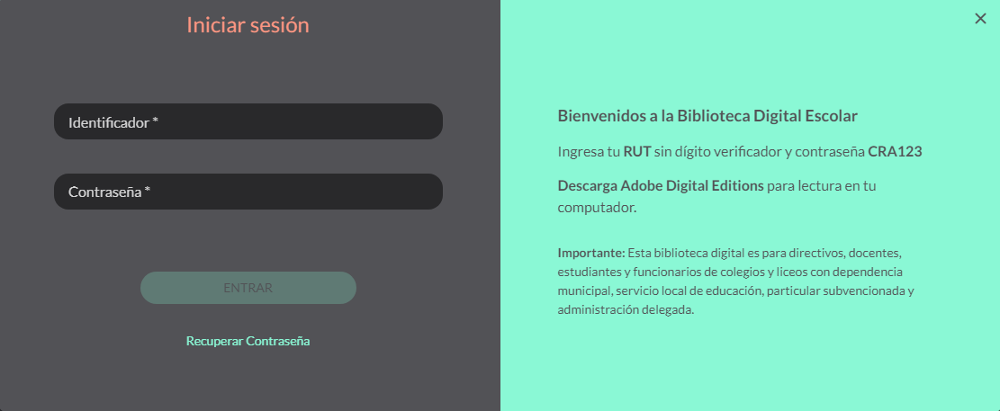 Iniciar sesión
Identificador *
Contraseña *
ENTRAR
Recuperar Contraseña
Bienvenidos a la Biblioteca Digital Escolar
Ingresa tu RUT sin dígito verificador y contraseña CRA123
Descarga Adobe Digital Editions para lectura en tu
computador.
Importante: Esta biblioteca digital es para directivos, docentes,
estudiantes y funcionarios de colegios y liceos con dependencia
municipal, servicio local de educación, particular subvencionada y
administración delegada.